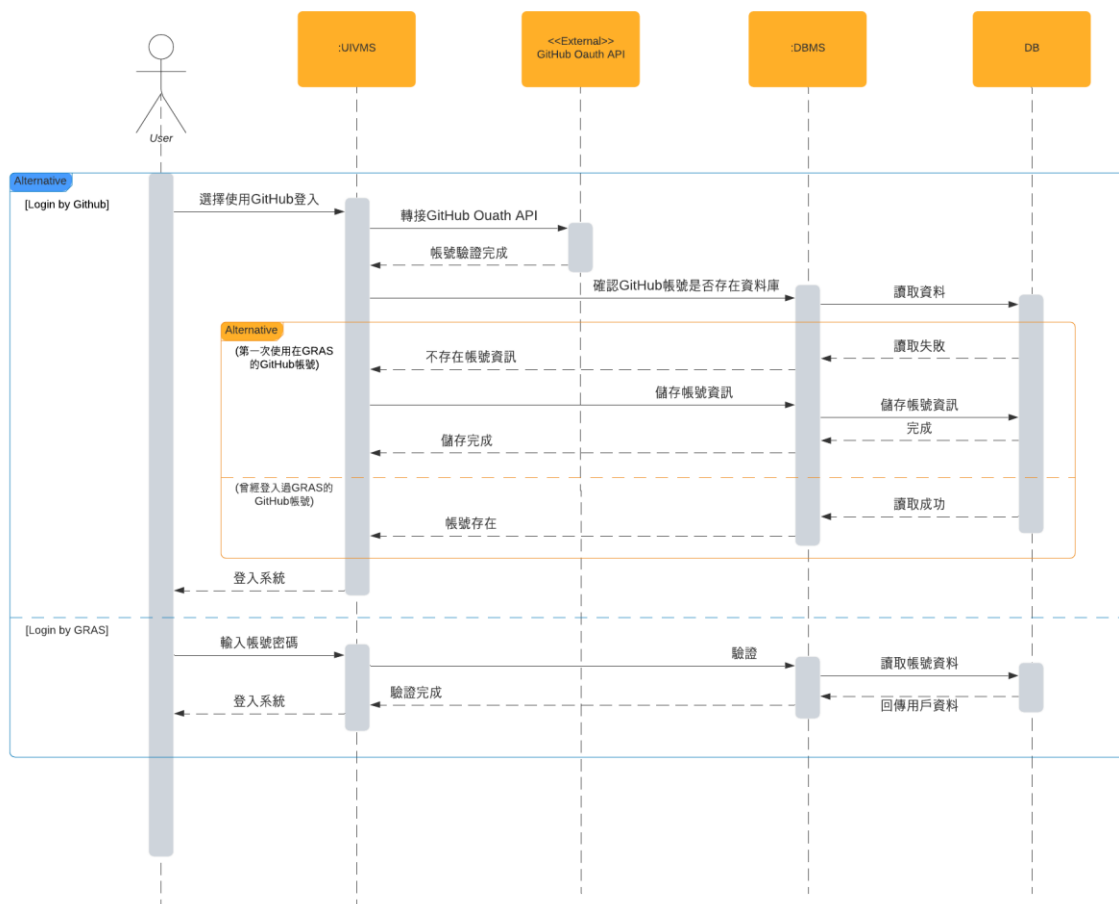 :UIVMS
<<External>>
GitHub Oauth API
:DBMS
DB
User
Alternative
[Login by Github]
選擇使用GitHub登入
轉接GitHub Ouath API
帳號驗證完成
確認GitHub帳號是否存在資料庫
讀取資料
Alternative
(第一次使用在GRAS
的GitHub帳號)
讀取失敗
不存在帳號資訊
儲存帳號資訊
儲存帳號資訊
完成
儲存完成
(曾經登入過GRAS的
GitHub帳號)
讀取成功
帳號存在
登入系統
[Login by GRAS]
輸入帳號密碼
驗證
讀取帳號資料
驗證完成
回傳用戶資料
登入系統